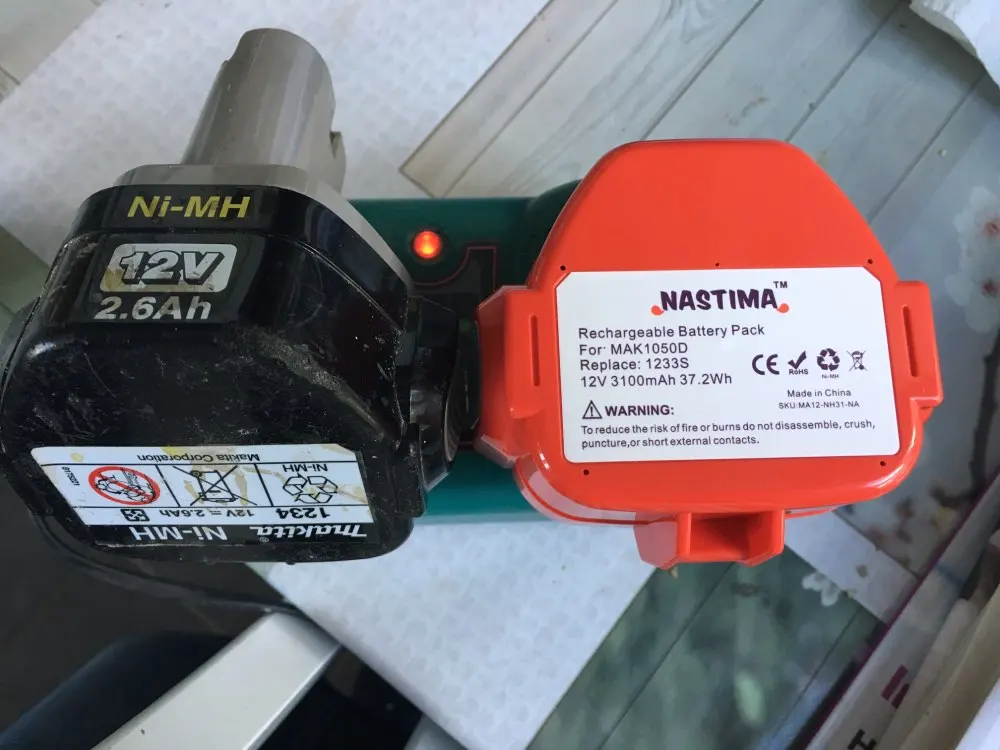 Ni-MH
12V
2.6Ah
makita®
Ni-MH
1234
12V⎓2.6Ah
Ni-MH
Makita Corporation
NASTIMA™
Rechargeable Battery Pack
For: MAK1050D
Replace: 1233S
12V 3100mAh 37.2Wh
CE
RoHS
Ni-MH
Made in China
SKU:MA12-NH31-NA
WARNING:
To reduce the risk of fire or burns do not disassemble, crush,
puncture,or short external contacts.